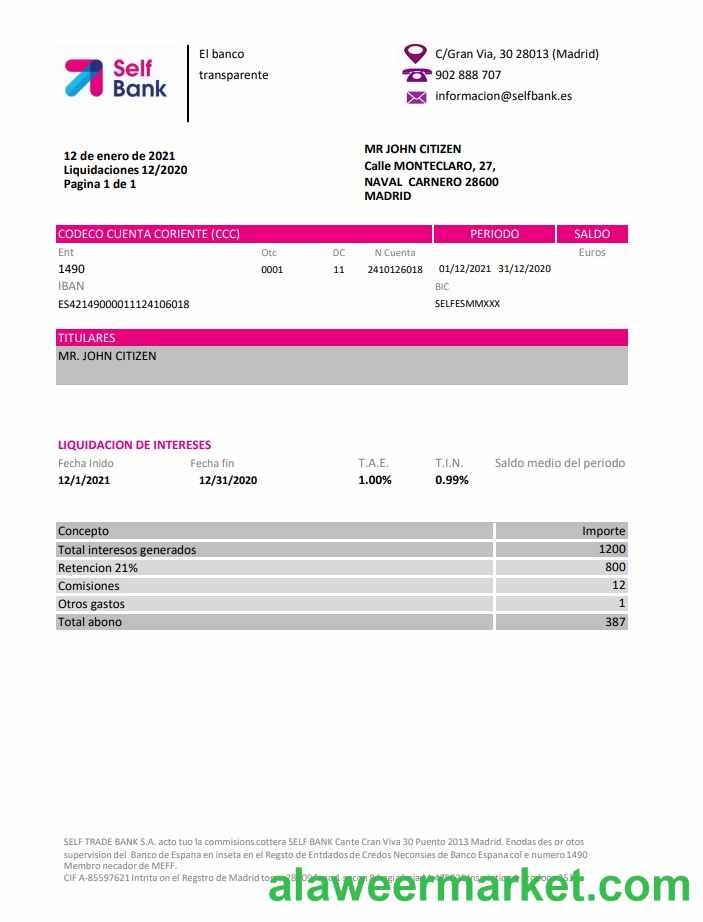 Self
Bank
El banco
transparente
C/Gran Via, 30 28013 (Madrid)
902 888 707
informacion@selfbank.es
12 de enero de 2021
Liquidaciones 12/2020
Pagina 1 de 1
MR JOHN CITIZEN
Calle MONTECLARO, 27,
NAVAL CARNERO 28600
MADRID
CODECO CUENTA CORIENTE (CCC) PERIODO SALDO
Ent Otc DC N Cuenta Euros
1490 0001 11 2410126018 01/12/2021 31/12/2020
IBAN BIC
ES42149000011124106018 SELFESMMXXX
TITULARES
MR. JOHN CITIZEN
LIQUIDACION DE INTERESES
Fecha Inido Fecha fin T.A.E. T.I.N. Saldo medio del periodo
12/1/2021 12/31/2020 1.00% 0.99%
Concepto Importe
Total interesos generados 1200
Retencion 21% 800
Comisiones 12
Otros gastos 1
Total abono 387
SELF TRADE BANK S.A. acto tuo la commisions.cottera SELF BANK Cante Cran Viva 30 Puento 2013 Madrid. Enodas des or otos
supervision del Banco de Espana en inseta en el Regsto de Entdados de Credos Neconsies de Banco Espana col e numero 1490
Membro necador de MEFF.
CIF A-85597621 Intrita on el Registro de Madrid
alaweermarket.com